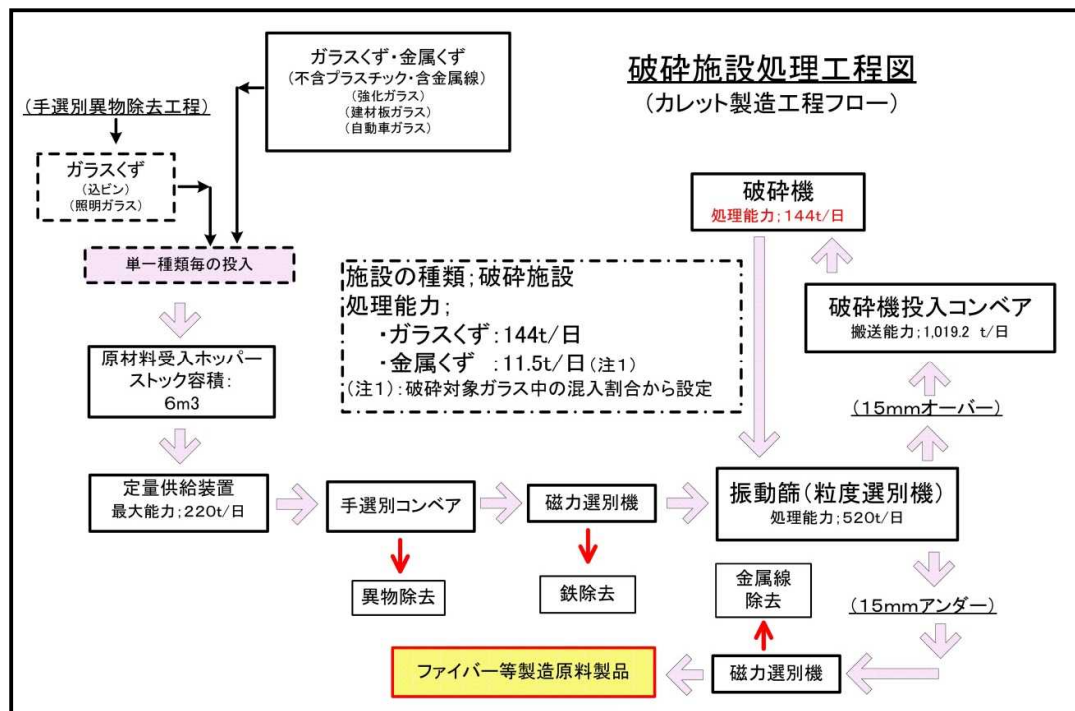 破砕施設処理工程図
(カレット製造工程フロー)
ガラスくず・金属くず
(不含プラスチック・含金属線)
(強化ガラス)
(建材板ガラス)
(自動車ガラス)
(手選別異物除去工程)
ガラスくず
(込ビン)
(照明ガラス)
単一種類毎の投入
原材料受入ホッパー
ストック容積:
6m3
定量供給装置
最大能力;220t/日
手選別コンベア
異物除去
磁力選別機
鉄除去
施設の種類;破砕施設
処理能力;
・ガラスくず:144t/日
・金属くず :11.5t/日(注1)
(注1):破砕対象ガラス中の混入割合から設定
破砕機
処理能力;144t/日
破砕機投入コンベア
搬送能力;1,019.2 t/日
(15mmオーバー)
振動篩(粒度選別機)
処理能力;520t/日
(15mmアンダー)
金属線
除去
磁力選別機
ファイバー等製造原料製品